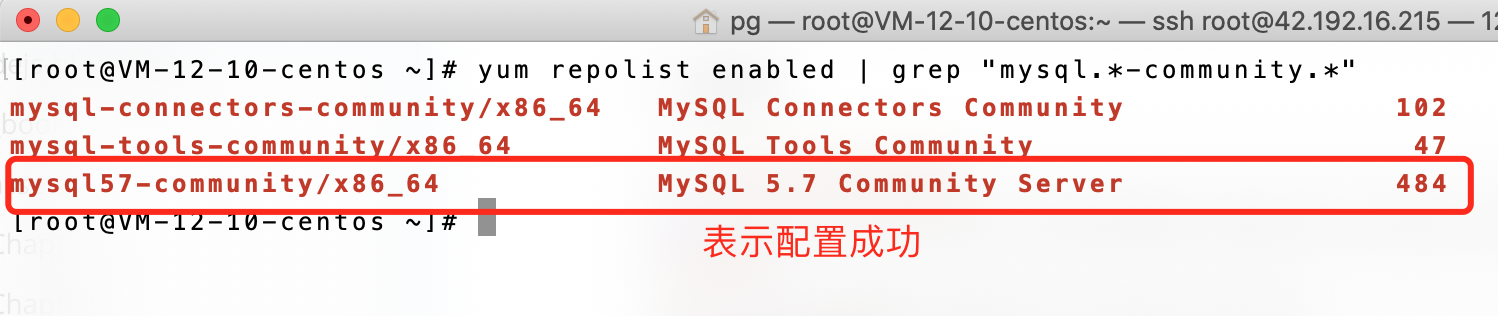 pg — root@VM-12-10-centos:~ — ssh root@42.192.16.215 — 12
[[root@VM-12-10-centos ~]# yum repolist enabled | grep "mysql.*-community.*"
mysql-connectors-community/x86_64 MySQL Connectors Community 102
mysql-tools-community/x86_64 MySQL Tools Community 47
mysql57-community/x86_64 MySQL 5.7 Community Server 484
[root@VM-12-10-centos ~]#
表示配置成功